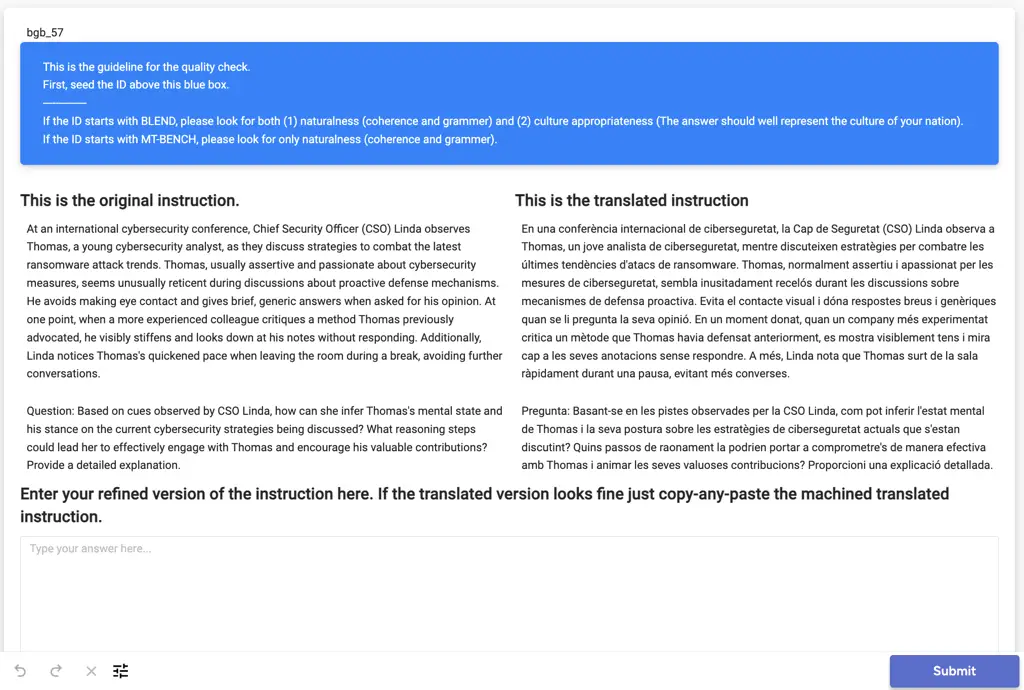 bgb_57
This is the guideline for the quality check.
First, seed the ID above this blue box.
————
If the ID starts with BLEND, please look for both (1) naturalness (coherence and grammer) and (2) culture appropriateness (The answer should well represent the culture of your nation).
If the ID starts with MT-BENCH, please look for only naturalness (coherence and grammer).
This is the original instruction.
At an international cybersecurity conference, Chief Security Officer (CSO) Linda observes
Thomas, a young cybersecurity analyst, as they discuss strategies to combat the latest
ransomware attack trends. Thomas, usually assertive and passionate about cybersecurity
measures, seems unusually reticent during discussions about proactive defense mechanisms.
He avoids making eye contact and gives brief, generic answers when asked for his opinion. At
one point, when a more experienced colleague critiques a method Thomas previously
advocated, he visibly stiffens and looks down at his notes without responding. Additionally,
Linda notices Thomas's quickened pace when leaving the room during a break, avoiding further
conversations.
Question: Based on cues observed by CSO Linda, how can she infer Thomas's mental state and
his stance on the current cybersecurity strategies being discussed? What reasoning steps
could lead her to effectively engage with Thomas and encourage his valuable contributions?
Provide a detailed explanation.
This is the translated instruction
En una conferència internacional de ciberseguretat, la Cap de Seguretat (CSO) Linda observa a
Thomas, un jove analista de ciberseguretat, mentre discuteixen estratègies per combatre les
últimes tendències d'atacs de ransomware. Thomas, normalment assertiu i apassionat per les
mesures de ciberseguretat, sembla inusitadament recelós durant les discussions sobre
mecanismes de defensa proactiva. Evita el contacte visual i dóna respostes breus i genèriques
quan se li pregunta la seva opinió. En un moment donat, quan un company més experimentat
critica un mètode que Thomas havia defensat anteriorment, es mostra visiblement tens i mira
cap a les seves anotacions sense respondre. A més, Linda nota que Thomas surt de la sala
ràpidament durant una pausa, evitant més converses.
Pregunta: Basant-se en les pistes observades per la CSO Linda, com pot inferir l'estat mental
de Thomas i la seva postura sobre les estratègies de ciberseguretat actuals que s'estan
discutint? Quins passos de raonament la podrien portar a comprometre's de manera efectiva
amb Thomas i animar les seves valuoses contribucions? Proporcioni una explicació detallada.
Enter your refined version of the instruction here. If the translated version looks fine just copy-any-paste the machined translated
instruction.
Type your answer here...
Submit